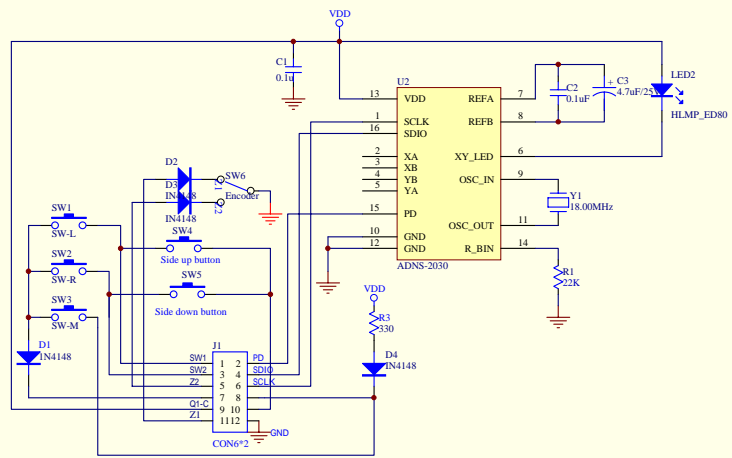 VDD
C1
0.1u
U2
13
VDD
REFA
7
C2
0.1uF
C3
4.7uF/25
LED2
HLMP_ED80
1
SCLK
REFB
8
16
SDIO
2
XA
XY_LED
6
3
XB
4
YB
OSC_IN
9
5
YA
Y1
18.00MHz
15
PD
OSC_OUT
11
10
GND
12
GND
R_BIN
14
ADNS-2030
R1
22K
D2
D3
IN4148
IN4148
SW6
Encoder
SW1
SW-L
SW4
Side up button
SW2
SW-R
SW5
Side down button
SW3
SW-M
VDD
R3
330
D1
1N4148
D4
IN4148
J1
SW1
1
2
PD
SW2
3
4
SDIO
Z2
5
6
SCLK
7
8
Q1-C
9
10
Z1
11
12
GND
CON6*2